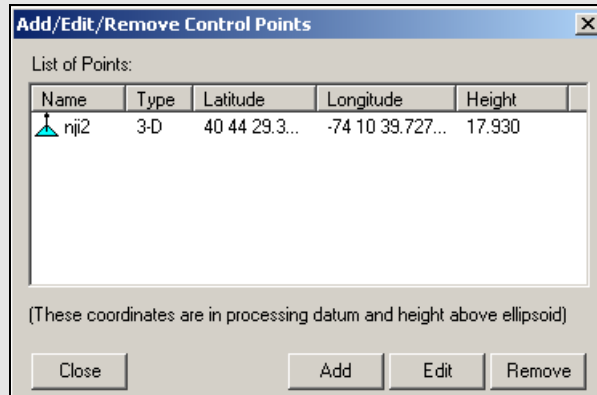 Add/Edit/Remove Control Points
List of Points:
Name Type Latitude Longitude Height
nji2 3-D 40 44 29.3... -74 10 39.727... 17.930
(These coordinates are in processing datum and height above ellipsoid)
Close Add Edit Remove